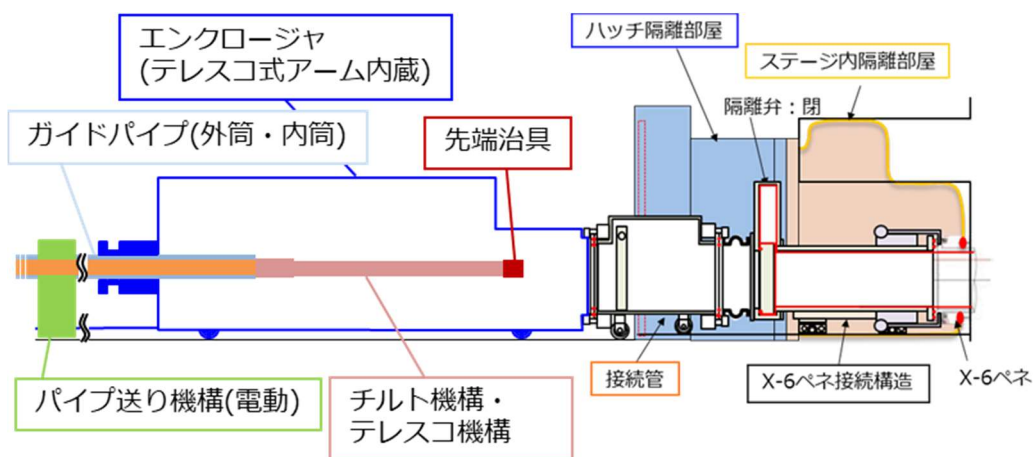 エンクロージャ
(テレスコ式アーム内蔵)
ハッチ隔離部屋
ステージ内隔離部屋
隔離弁：閉
ガイドパイプ(外筒・内筒)
先端治具
パイプ送り機構(電動)
チルト機構・
テレスコ機構
接続管
X-6ペネ接続構造
X-6ペネ